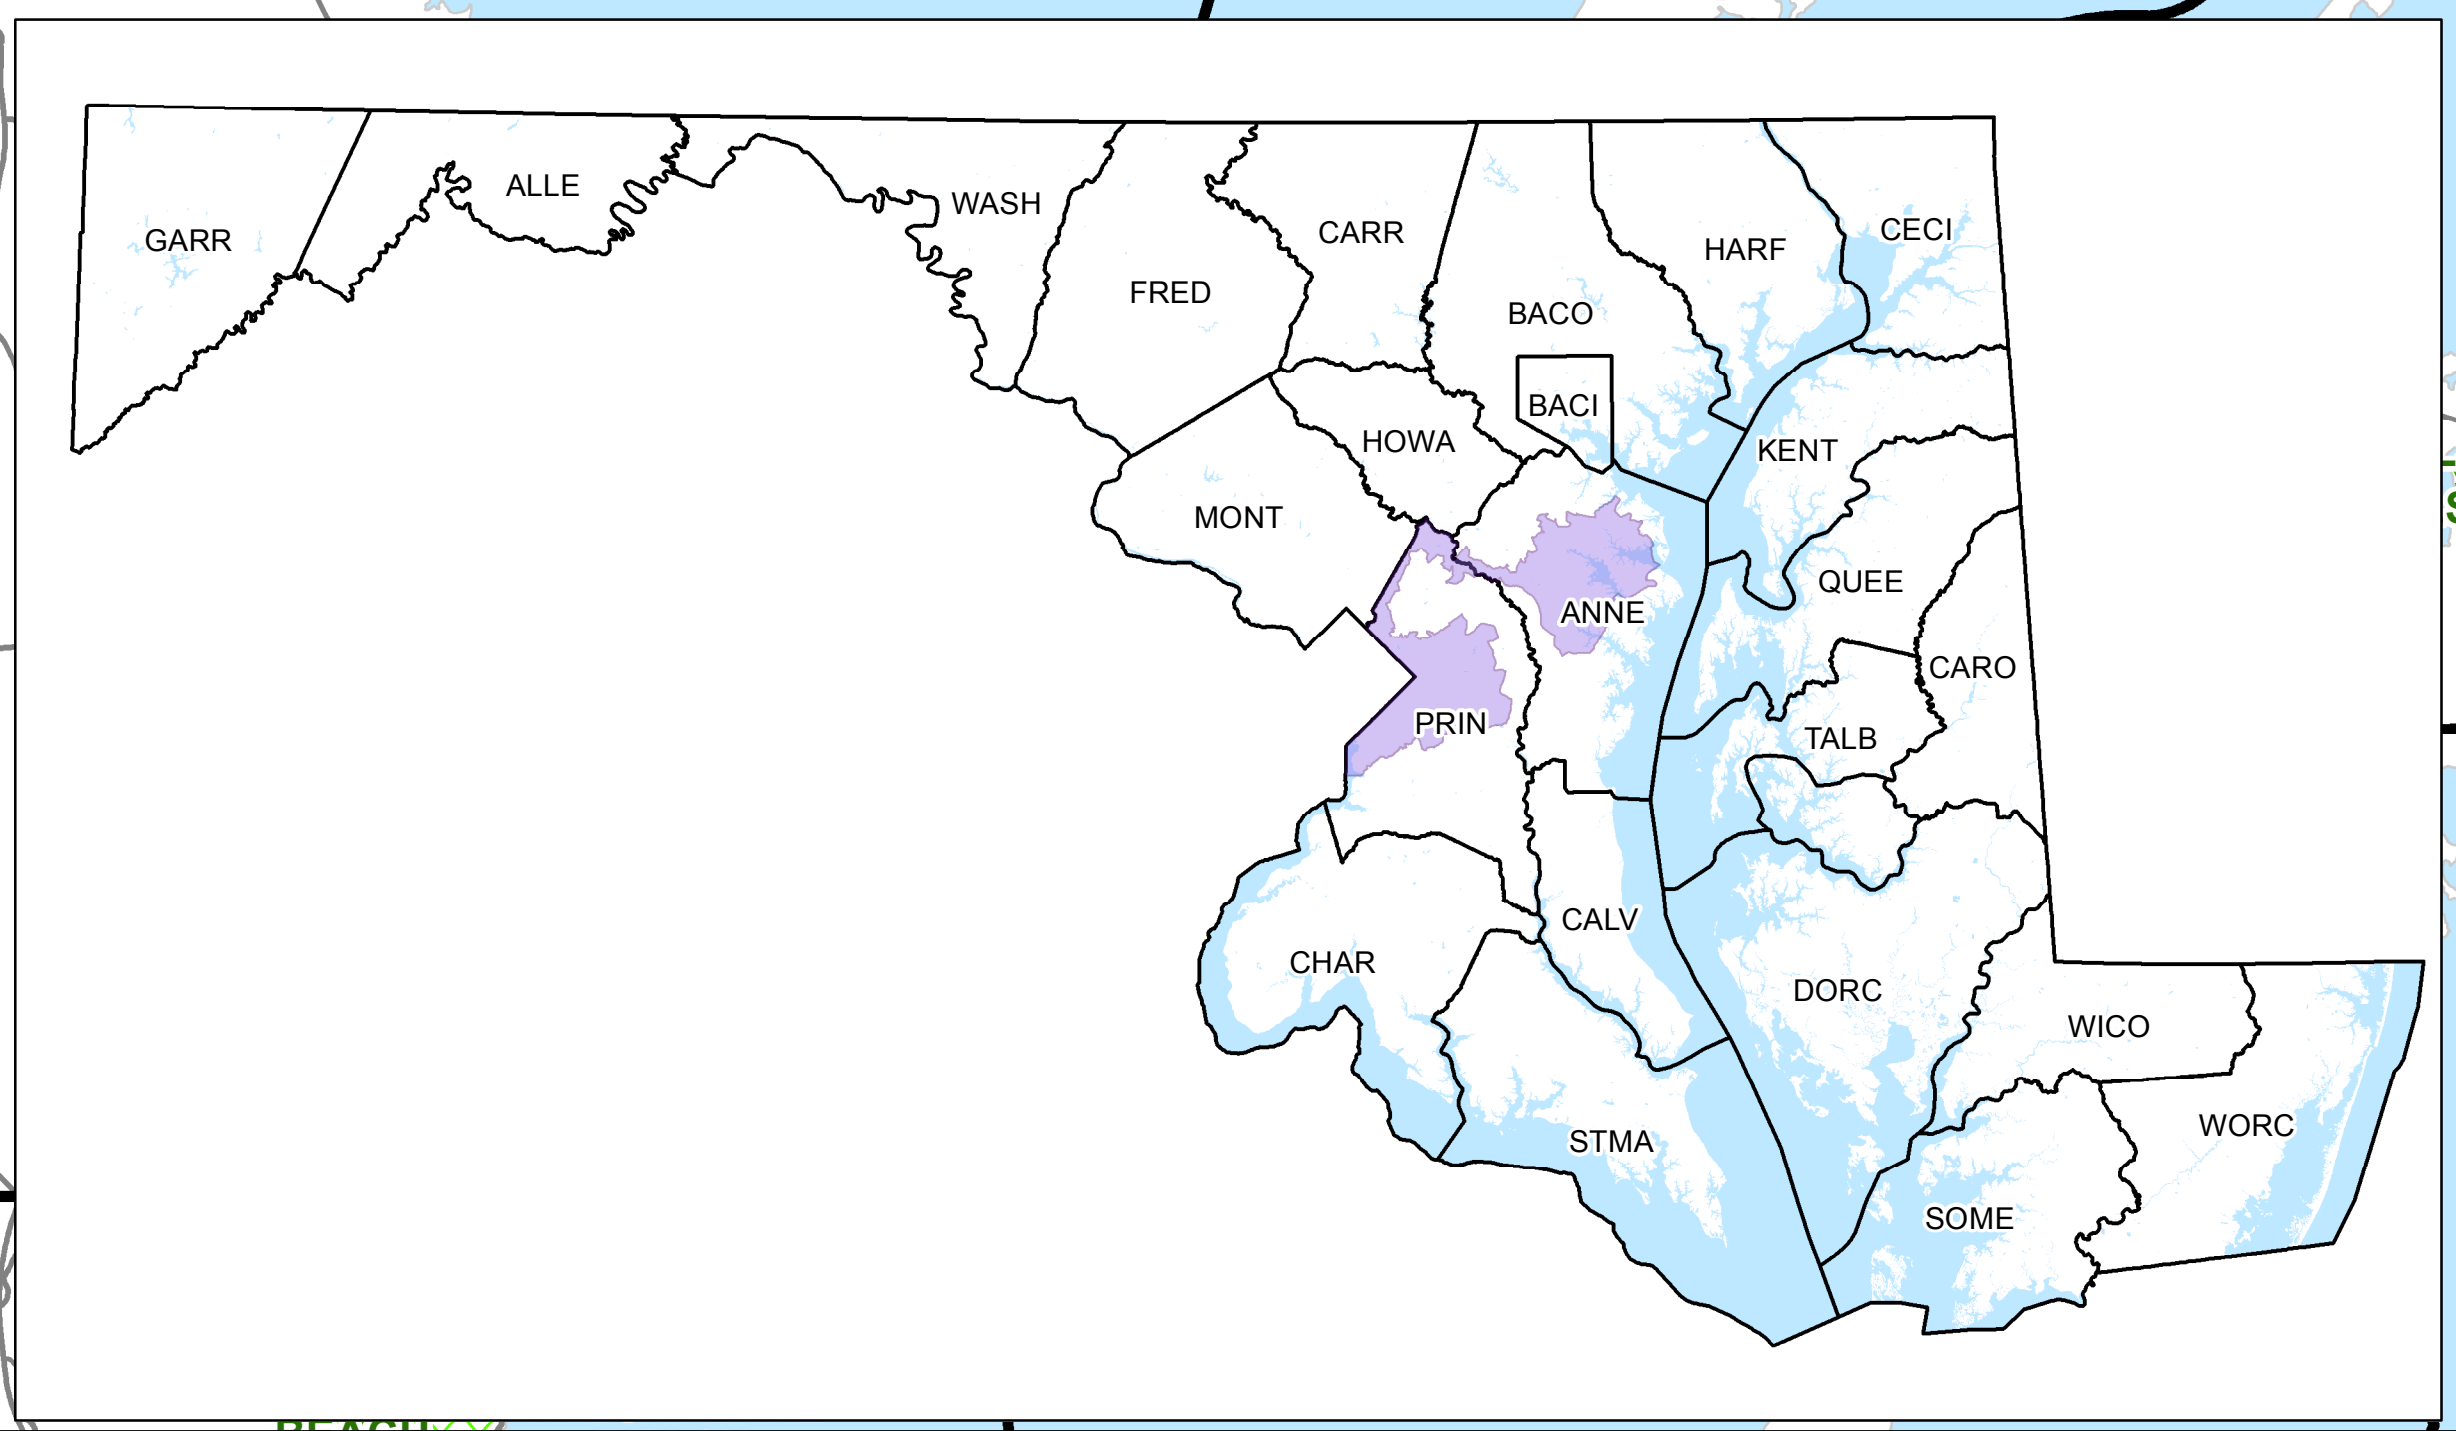 ALLE
WASH
GARR
CARR
CECI
HARF
FRED
BACO
BACI
HOWA
KENT
MONT
QUEE
ANNE
CARO
PRIN
TALB
CALV
CHAR
DORC
WICO
WORC
STMA
SOME
BEACH